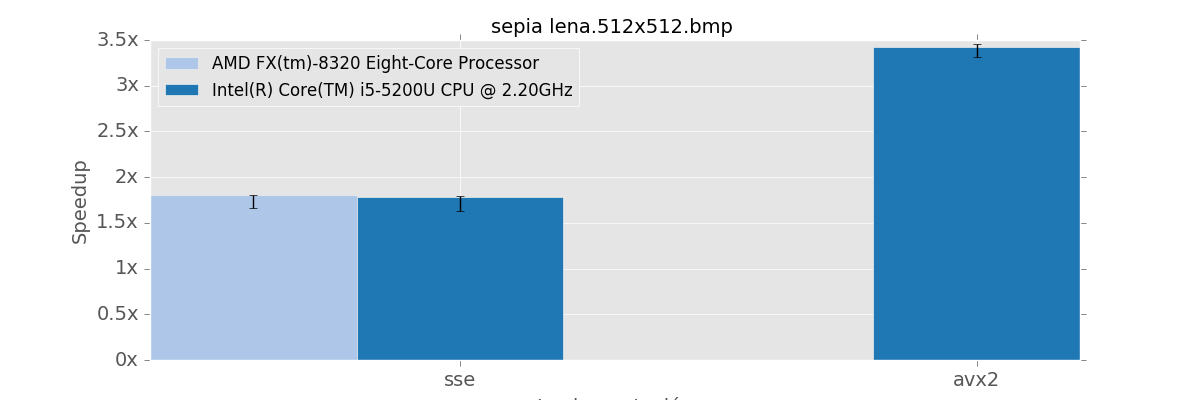 sepia lena.512x512.bmp
3.5x
3x
2.5x
2x
1.5x
1x
0.5x
0x
Speedup
AMD FX(tm)-8320 Eight-Core Processor
Intel(R) Core(TM) i5-5200U CPU @ 2.20GHz
sse
avx2